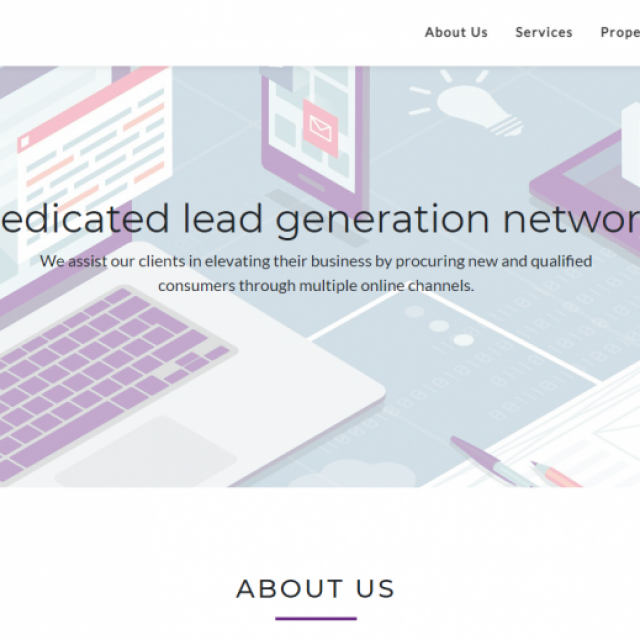 About Us Services Prope
edicated lead generation networ
We assist our clients in elevating their business by procuring new and qualified
consumers through multiple online channels.
ABOUT US